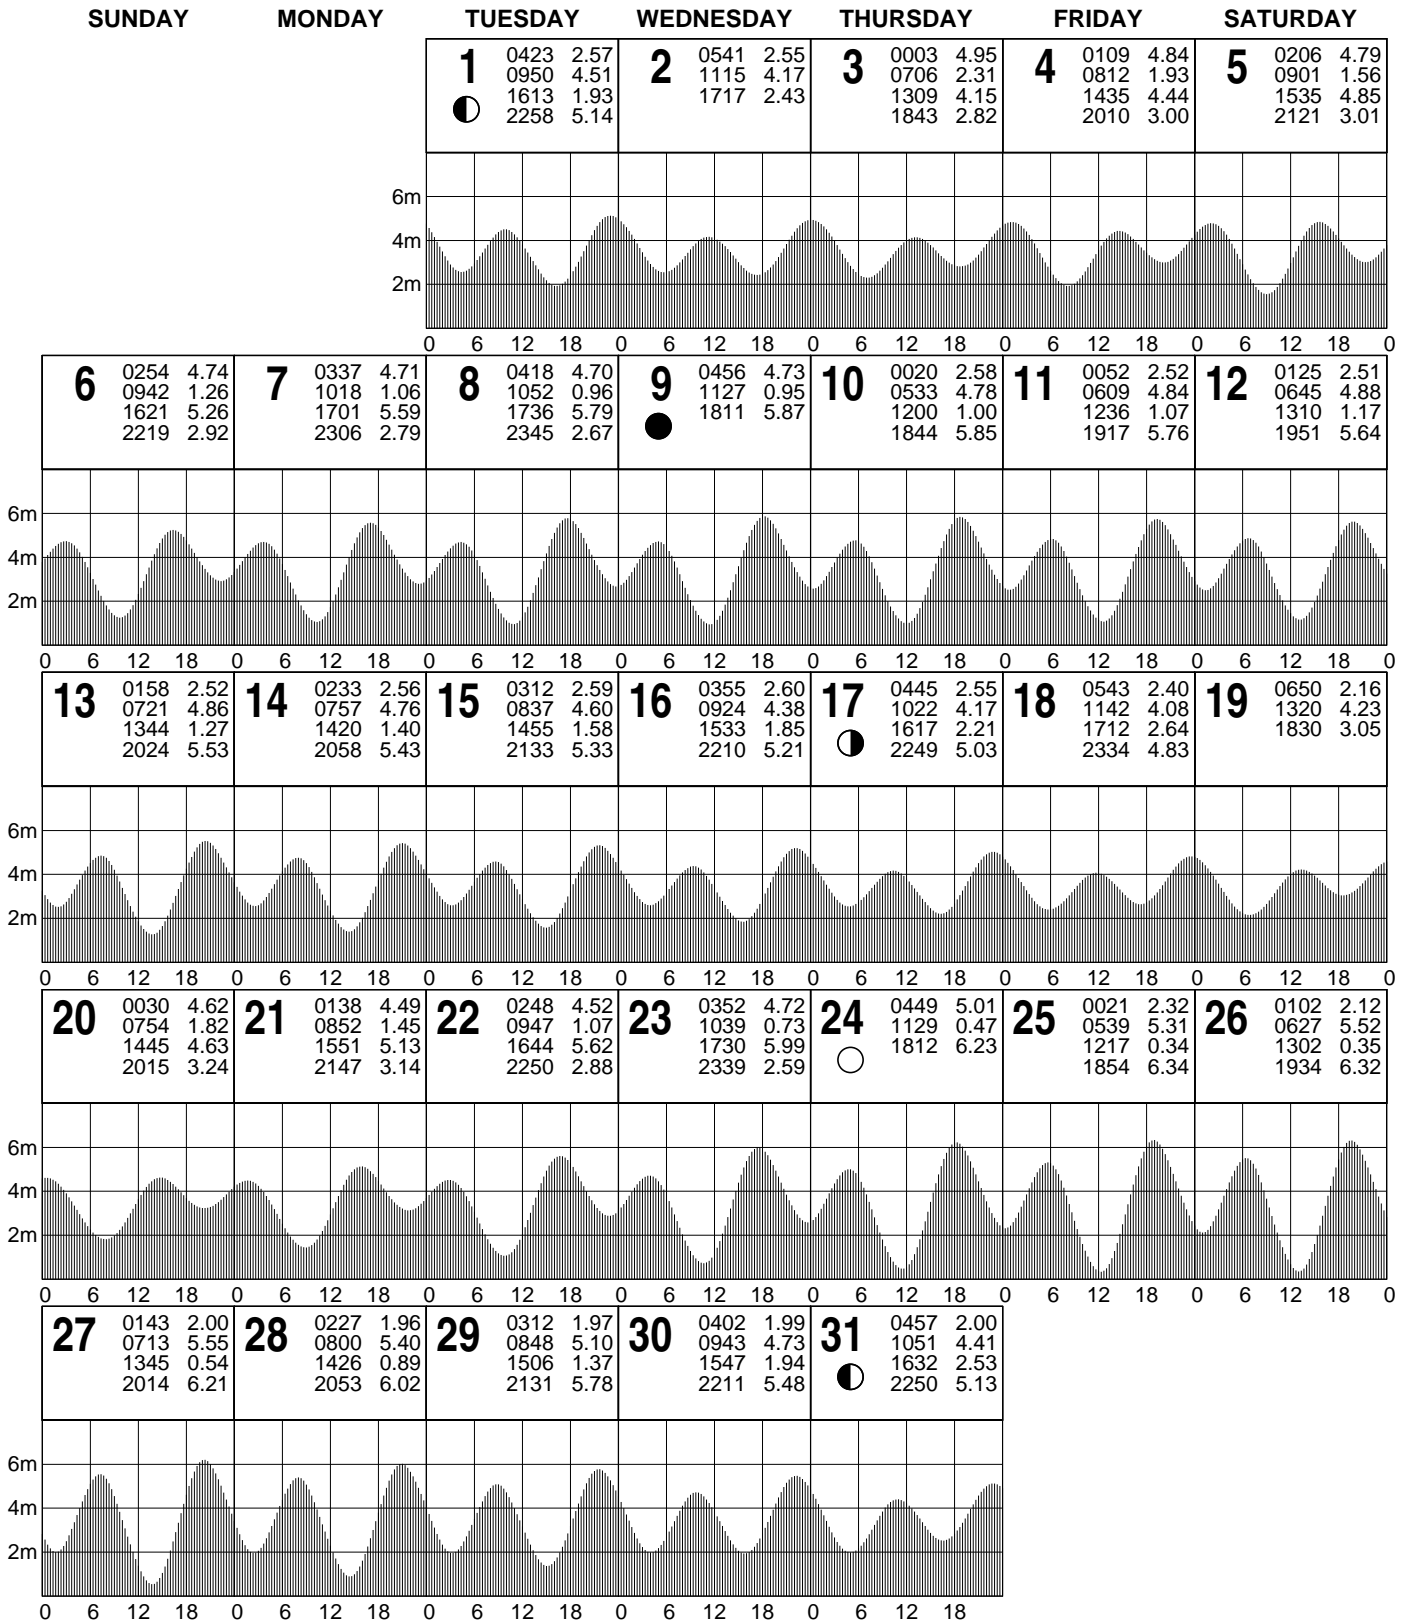 SUNDAY MONDAY TUESDAY WEDNESDAY THURSDAY FRIDAY SATURDAY
1 0423 2.57 2 0541 2.55 3 0003 4.95 4 0109 4.84 5 0206 4.79
0950 4.51 1115 4.17 0706 2.31 0812 1.93 0901 1.56
1613 1.93 1717 2.43 1309 4.15 1435 4.44 1535 4.85
2258 5.14 1843 2.82 2010 3.00 2121 3.01
6m
4m
2m
0 6 12 18 0 6 12 18 0 6 12 18 0 6 12 18 0 6 12 18 0
6 0254 4.74 7 0337 4.71 8 0418 4.70 9 0456 4.73 10 0020 2.58 11 0052 2.52 12 0125 2.51
0942 1.26 1018 1.06 1052 0.96 1127 0.95 0533 4.78 0609 4.84 0645 4.88
1621 5.26 1701 5.59 1736 5.79 1811 5.87 1200 1.00 1236 1.07 1310 1.17
2219 2.92 2306 2.79 2345 2.67 1844 5.85 1917 5.76 1951 5.64
6m
4m
2m
0 6 12 18 0 6 12 18 0 6 12 18 0 6 12 18 0 6 12 18 0 6 12 18 0 6 12 18 0
13 0158 2.52 14 0233 2.56 15 0312 2.59 16 0355 2.60 17 0445 2.55 18 0543 2.40 19 0650 2.16
0721 4.86 0757 4.76 0837 4.60 0924 4.38 1022 4.17 1142 4.08 1320 4.23
1344 1.27 1420 1.40 1455 1.58 1533 1.85 1617 2.21 1712 2.64 1830 3.05
2024 5.53 2058 5.43 2133 5.33 2210 5.21 2249 5.03 2334 4.83
6m
4m
2m
0 6 12 18 0 6 12 18 0 6 12 18 0 6 12 18 0 6 12 18 0 6 12 18 0 6 12 18 0
20 0030 4.62 21 0138 4.49 22 0248 4.52 23 0352 4.72 24 0449 5.01 25 0021 2.32 26 0102 2.12
0754 1.82 0852 1.45 0947 1.07 1039 0.73 1129 0.47 0539 5.31 0627 5.52
1445 4.63 1551 5.13 1644 5.62 1730 5.99 1812 6.23 1217 0.34 1302 0.35
2015 3.24 2147 3.14 2250 2.88 2339 2.59 1854 6.34 1934 6.32
6m
4m
2m
0 6 12 18 0 6 12 18 0 6 12 18 0 6 12 18 0 6 12 18 0 6 12 18 0 6 12 18 0
27 0143 2.00 28 0227 1.96 29 0312 1.97 30 0402 1.99 31 0457 2.00
0713 5.55 0800 5.40 0848 5.10 0943 4.73 1051 4.41
1345 0.54 1426 0.89 1506 1.37 1547 1.94 1632 2.53
2014 6.21 2053 6.02 2131 5.78 2211 5.48 2250 5.13
6m
4m
2m
0 6 12 18 0 6 12 18 0 6 12 18 0 6 12 18 0 6 12 18